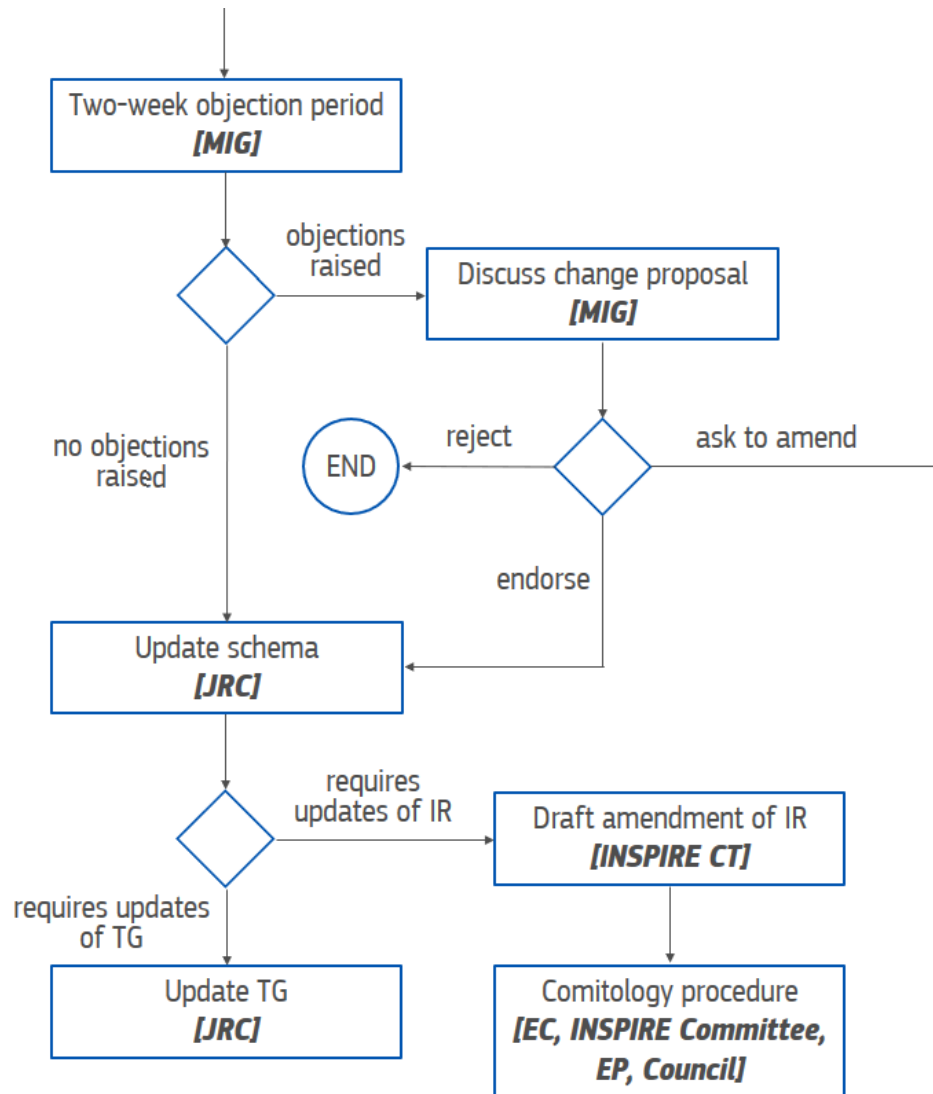 Two-week objection period
[MIG]
objections
raised
Discuss change proposal
[MIG]
no objections
raised
reject
ask to amend
END
endorse
Update schema
[JRC]
requires
updates of IR
Draft amendment of IR
[INSPIRE CT]
requires updates
of TG
Update TG
[JRC]
Comitology procedure
[EC, INSPIRE Committee,
EP, Council]